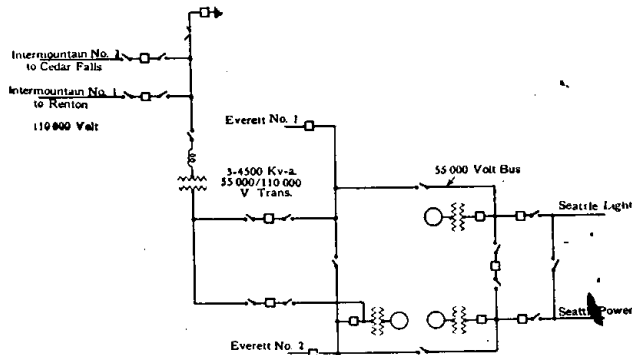 Intermountain No. 2
to Cedar Falls
Intermountain No. 1
to Renton
110 000 Volt
Everett No. 1
3-4500 Kv-a.
55 000/110 000
V Trans.
55 000 Volt Bus
Seattle Light
Seattle Power
Everett No. 2